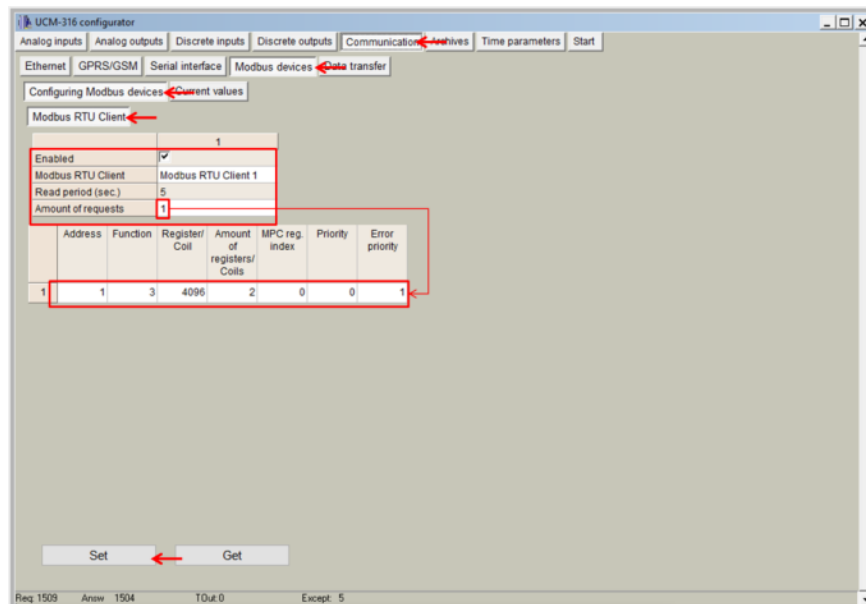 UCM-316 configurator
Analog inputs Analog outputs Discrete inputs Discrete outputs Communication Archives Time parameters Start
Ethernet GPRS/GSM Serial interface Modbus devices Data transfer
Configuring Modbus devices Current values
Modbus RTU Client
1
Enabled
Modbus RTU Client Modbus RTU Client 1
Read period (sec.) 5
Amount of requests 1
Address Function Register/ Amount MPC reg. Priority Error
Coil of index priority
registers/
Coils
1 1 3 4096 2 0 0 1
Set Get
Req: 1509 Answ 1504 TOut:0 Except: 5